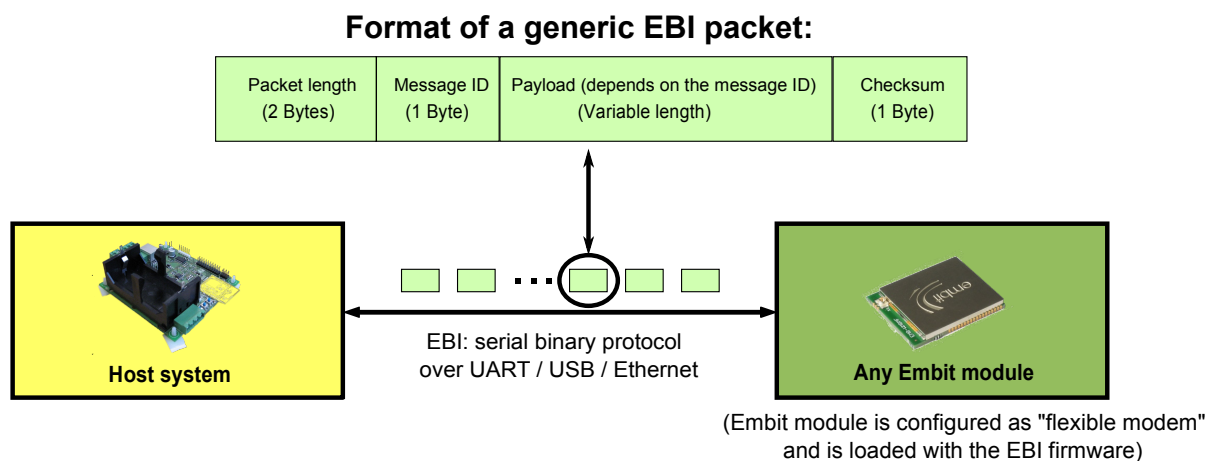 Format of a generic EBI packet:
Packet length
(2 Bytes)
Message ID
(1 Byte)
Payload (depends on the message ID)
(Variable length)
Checksum
(1 Byte)
embit
EBI: serial binary protocol
over UART / USB / Ethernet
Host system
Any Embit module
(Embit module is configured as "flexible modem"
and is loaded with the EBI firmware)